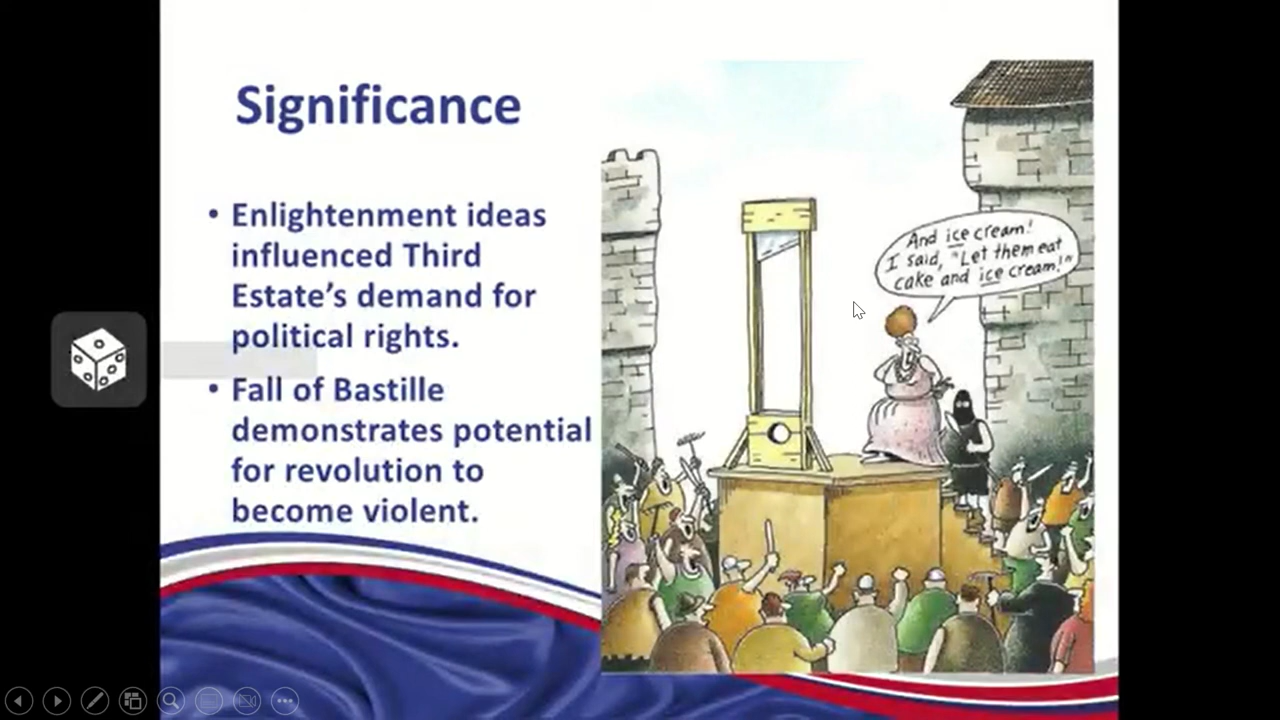 Significance
• Enlightenment ideas
influenced Third
Estate’s demand for
political rights.
• Fall of Bastille
demonstrates potential
for revolution to
become violent.
And ice cream!
I said, "Let them eat
cake and ice cream!"